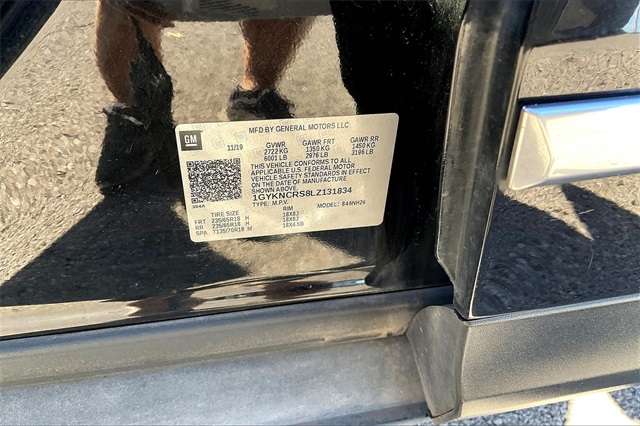 MFD BY GENERAL MOTORS LLC
GM
11/19
GVWR GAWR FRT GAWR RR
2722 KG 1350 KG 1450 KG
6001 LB 2976 LB 3196 LB
THIS VEHICLE CONFORMS TO ALL
APPLICABLE U.S. FEDERAL MOTOR
VEHICLE SAFETY STANDARDS IN EFFECT
ON THE DATE OF MANUFACTURE
SHOWN ABOVE.
1GYKNCRS8LZ131834
TYPE: M.P.V. MODEL: 6NH26
TIRE SIZE RIM
FRT 235/65R18 H 18X8J
RR 235/65R18 H 18X8J
SPA T135/70R18 M 18X4.5B